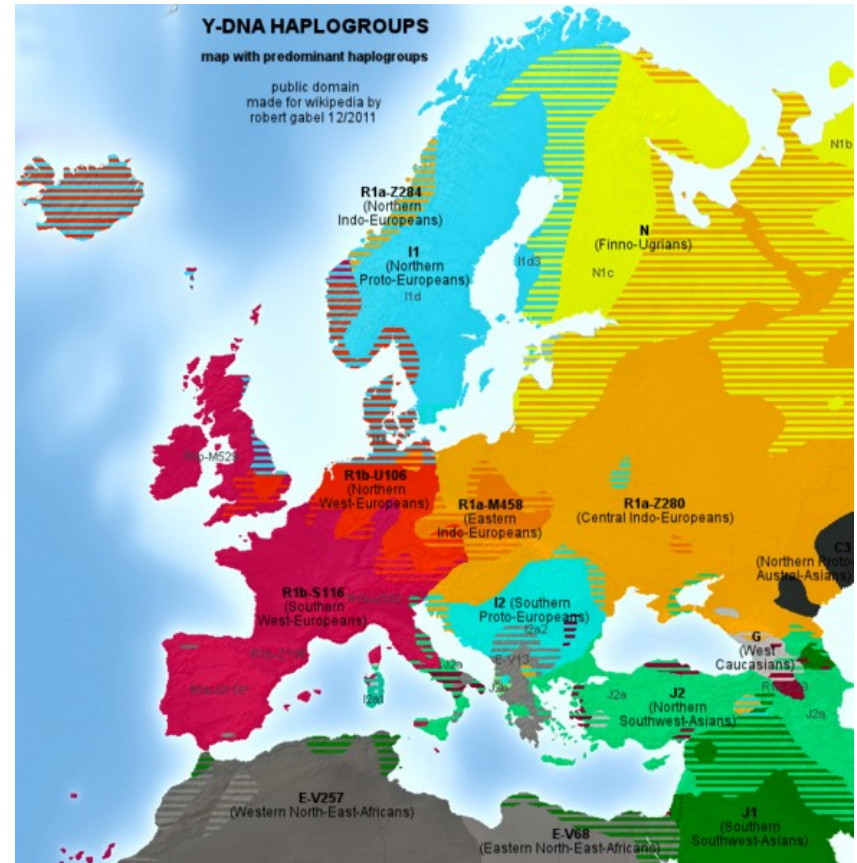 Y-DNA HAPLOGROUPS
map with predominant haplogroups
public domain
made for wikipedia by
robert gabel 12/2011
N1b
R1a-Z284
(Northern
Indo-Europeans)
N
(Finno-Ugrians)
I1
(Northern
Proto-Europeans)
I1d3
N1c
I1d
R1b-U106
(Northern
West-Europeans)
R1a-M458
(Eastern
Indo-Europeans)
R1a-Z280
(Central Indo-Europeans)
C3
(Northern Proto-
Austral-Asians)
R1b-S116
(Southern
West-Europeans)
I2 (Southern
Proto-Europeans)
I2a2
G
(West
Caucasians)
E-V13
J2a
J2a
J2
(Northern
Southwest-Asians)
J2a
I2a1
E-V257
(Western North-East-Africans)
J1
(Southern
Southwest-Asians)
E-V68
(Eastern North-East-Africans)